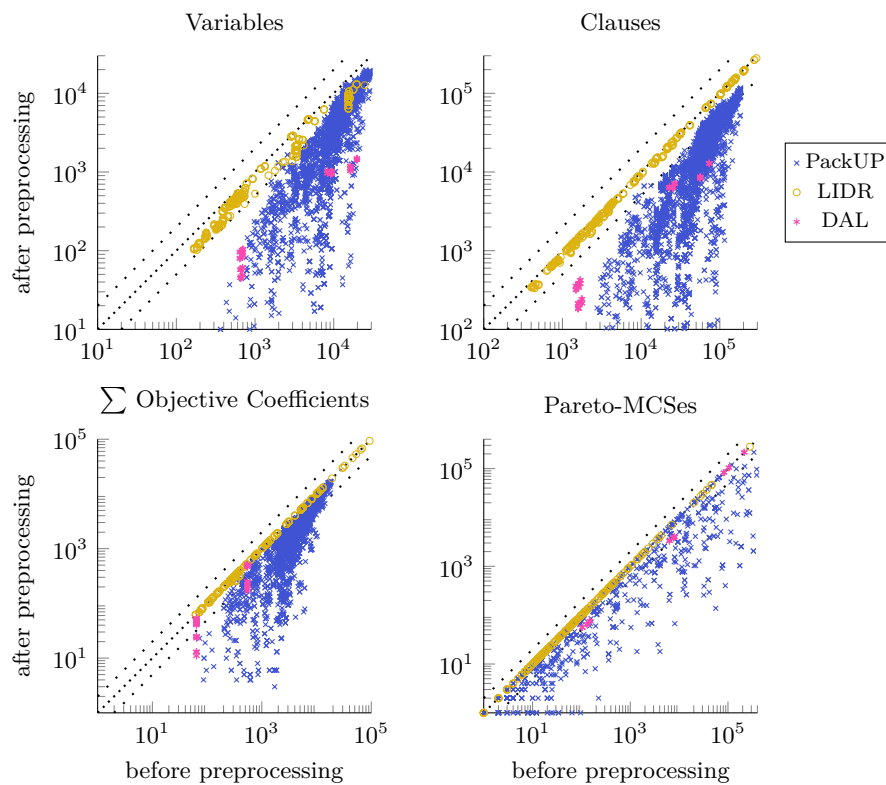 Variables
Clauses
after preprocessing
10^1
10^2
10^3
10^4
10^1
10^2
10^3
10^4
10^2
10^3
10^4
10^5
10^2
10^3
10^4
10^5
PackUP
LIDR
DAL
∑ Objective Coefficients
Pareto-MCSes
after preprocessing
10^1
10^3
10^5
10^1
10^3
10^5
before preprocessing
10^1
10^3
10^5
10^1
10^3
10^5
before preprocessing